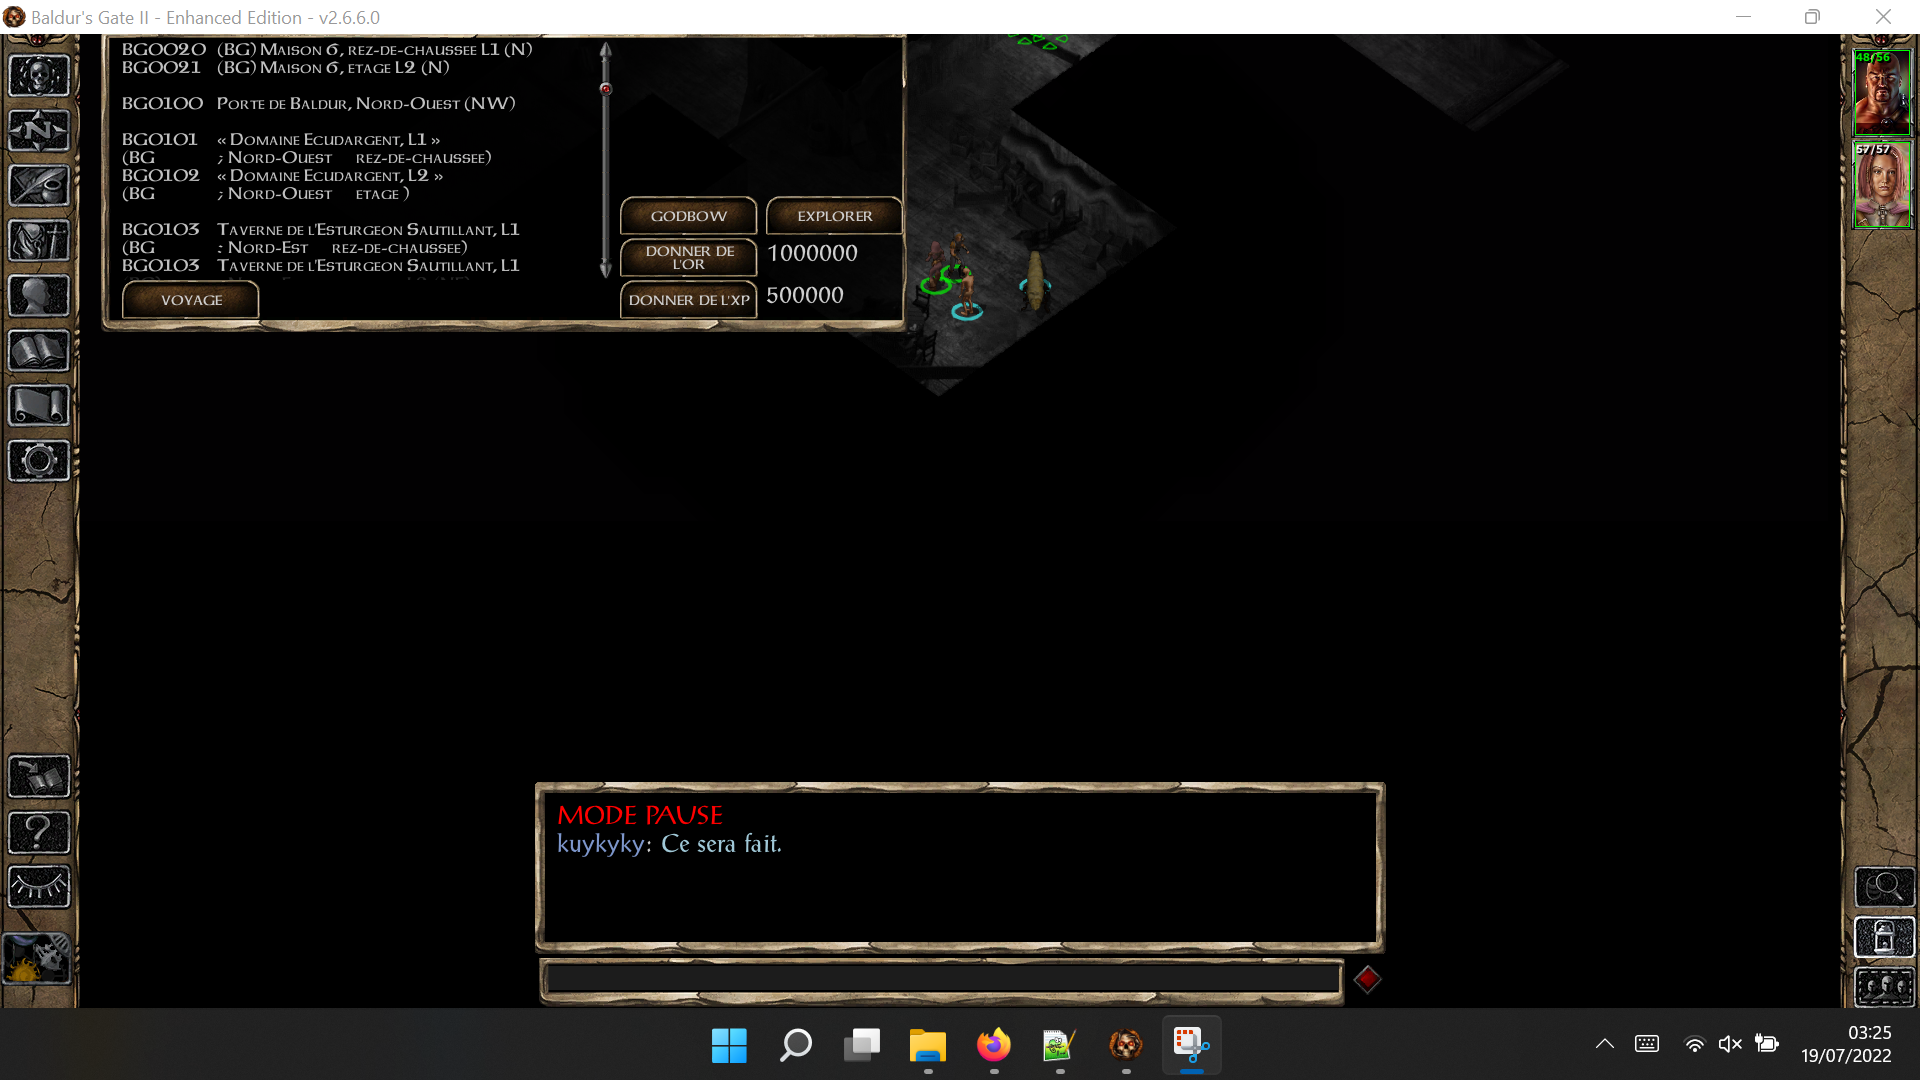 Baldur's Gate II - Enhanced Edition - v2.6.6.0
BG0020 (BG) Maison 6, rez-de-chaussee L1 (N)
BG0021 (BG) Maison 6, etage L2 (N)
BG0100 Porte de Baldur, Nord-Ouest (NW)
BG0101 « Domaine Ecudargent, L1 »
(BG ; Nord-Ouest rez-de-chaussee)
BG0102 « Domaine Ecudargent, L2 »
(BG ; Nord-Ouest etage )
BG0103 Taverne de l'Esturgeon Sautillant, L1
(BG : Nord-Est rez-de-chaussee)
BG0103 Taverne de l'Esturgeon Sautillant, L1
VOYAGE
GODBOW
EXPLORER
DONNER DE L'OR
1000000
DONNER DE L'XP
500000
48/56
57/57
MODE PAUSE
kuykyky: Ce sera fait.
03:25
19/07/2022